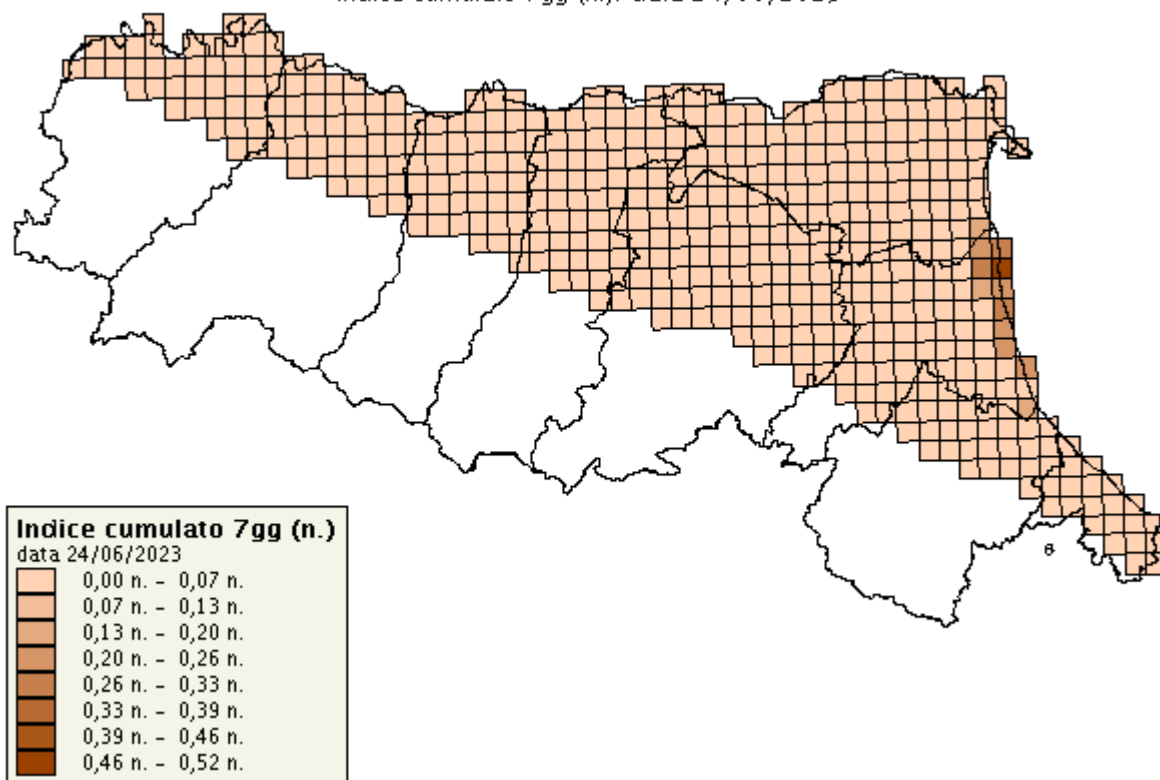 Indice cumulato 7gg (n.)
data 24/06/2023
0,00 n. - 0,07 n.
0,07 n. - 0,13 n.
0,13 n. - 0,20 n.
0,20 n. - 0,26 n.
0,26 n. - 0,33 n.
0,33 n. - 0,39 n.
0,39 n. - 0,46 n.
0,46 n. - 0,52 n.